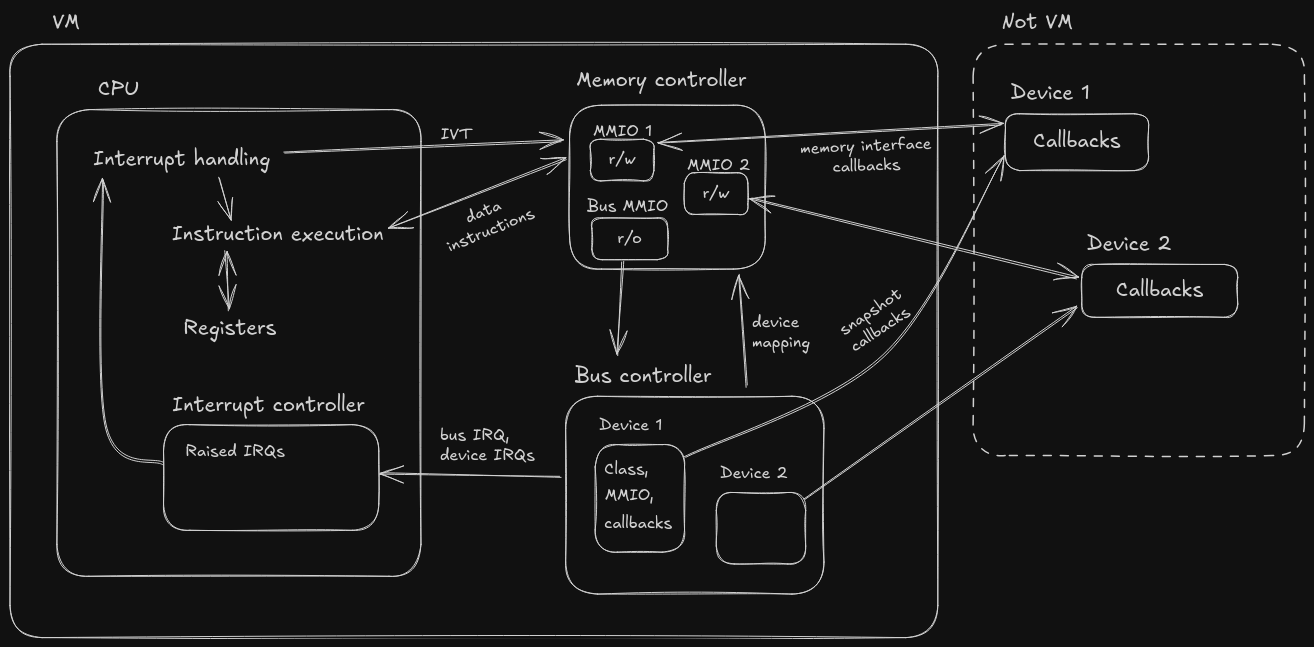 VM
Not VM
CPU
Memory controller
Device 1
Callbacks
Interrupt handling
IVT
MMIO 1
r/w
MMIO 2
r/w
memory interface
callbacks
Instruction execution
data
instructions
Bus MMIO
r/o
Device 2
Callbacks
Registers
device
mapping
snapshot
callbacks
Bus controller
Interrupt controller
Raised IRQs
bus IRQ,
device IRQs
Device 1
Class,
MMIO,
callbacks
Device 2